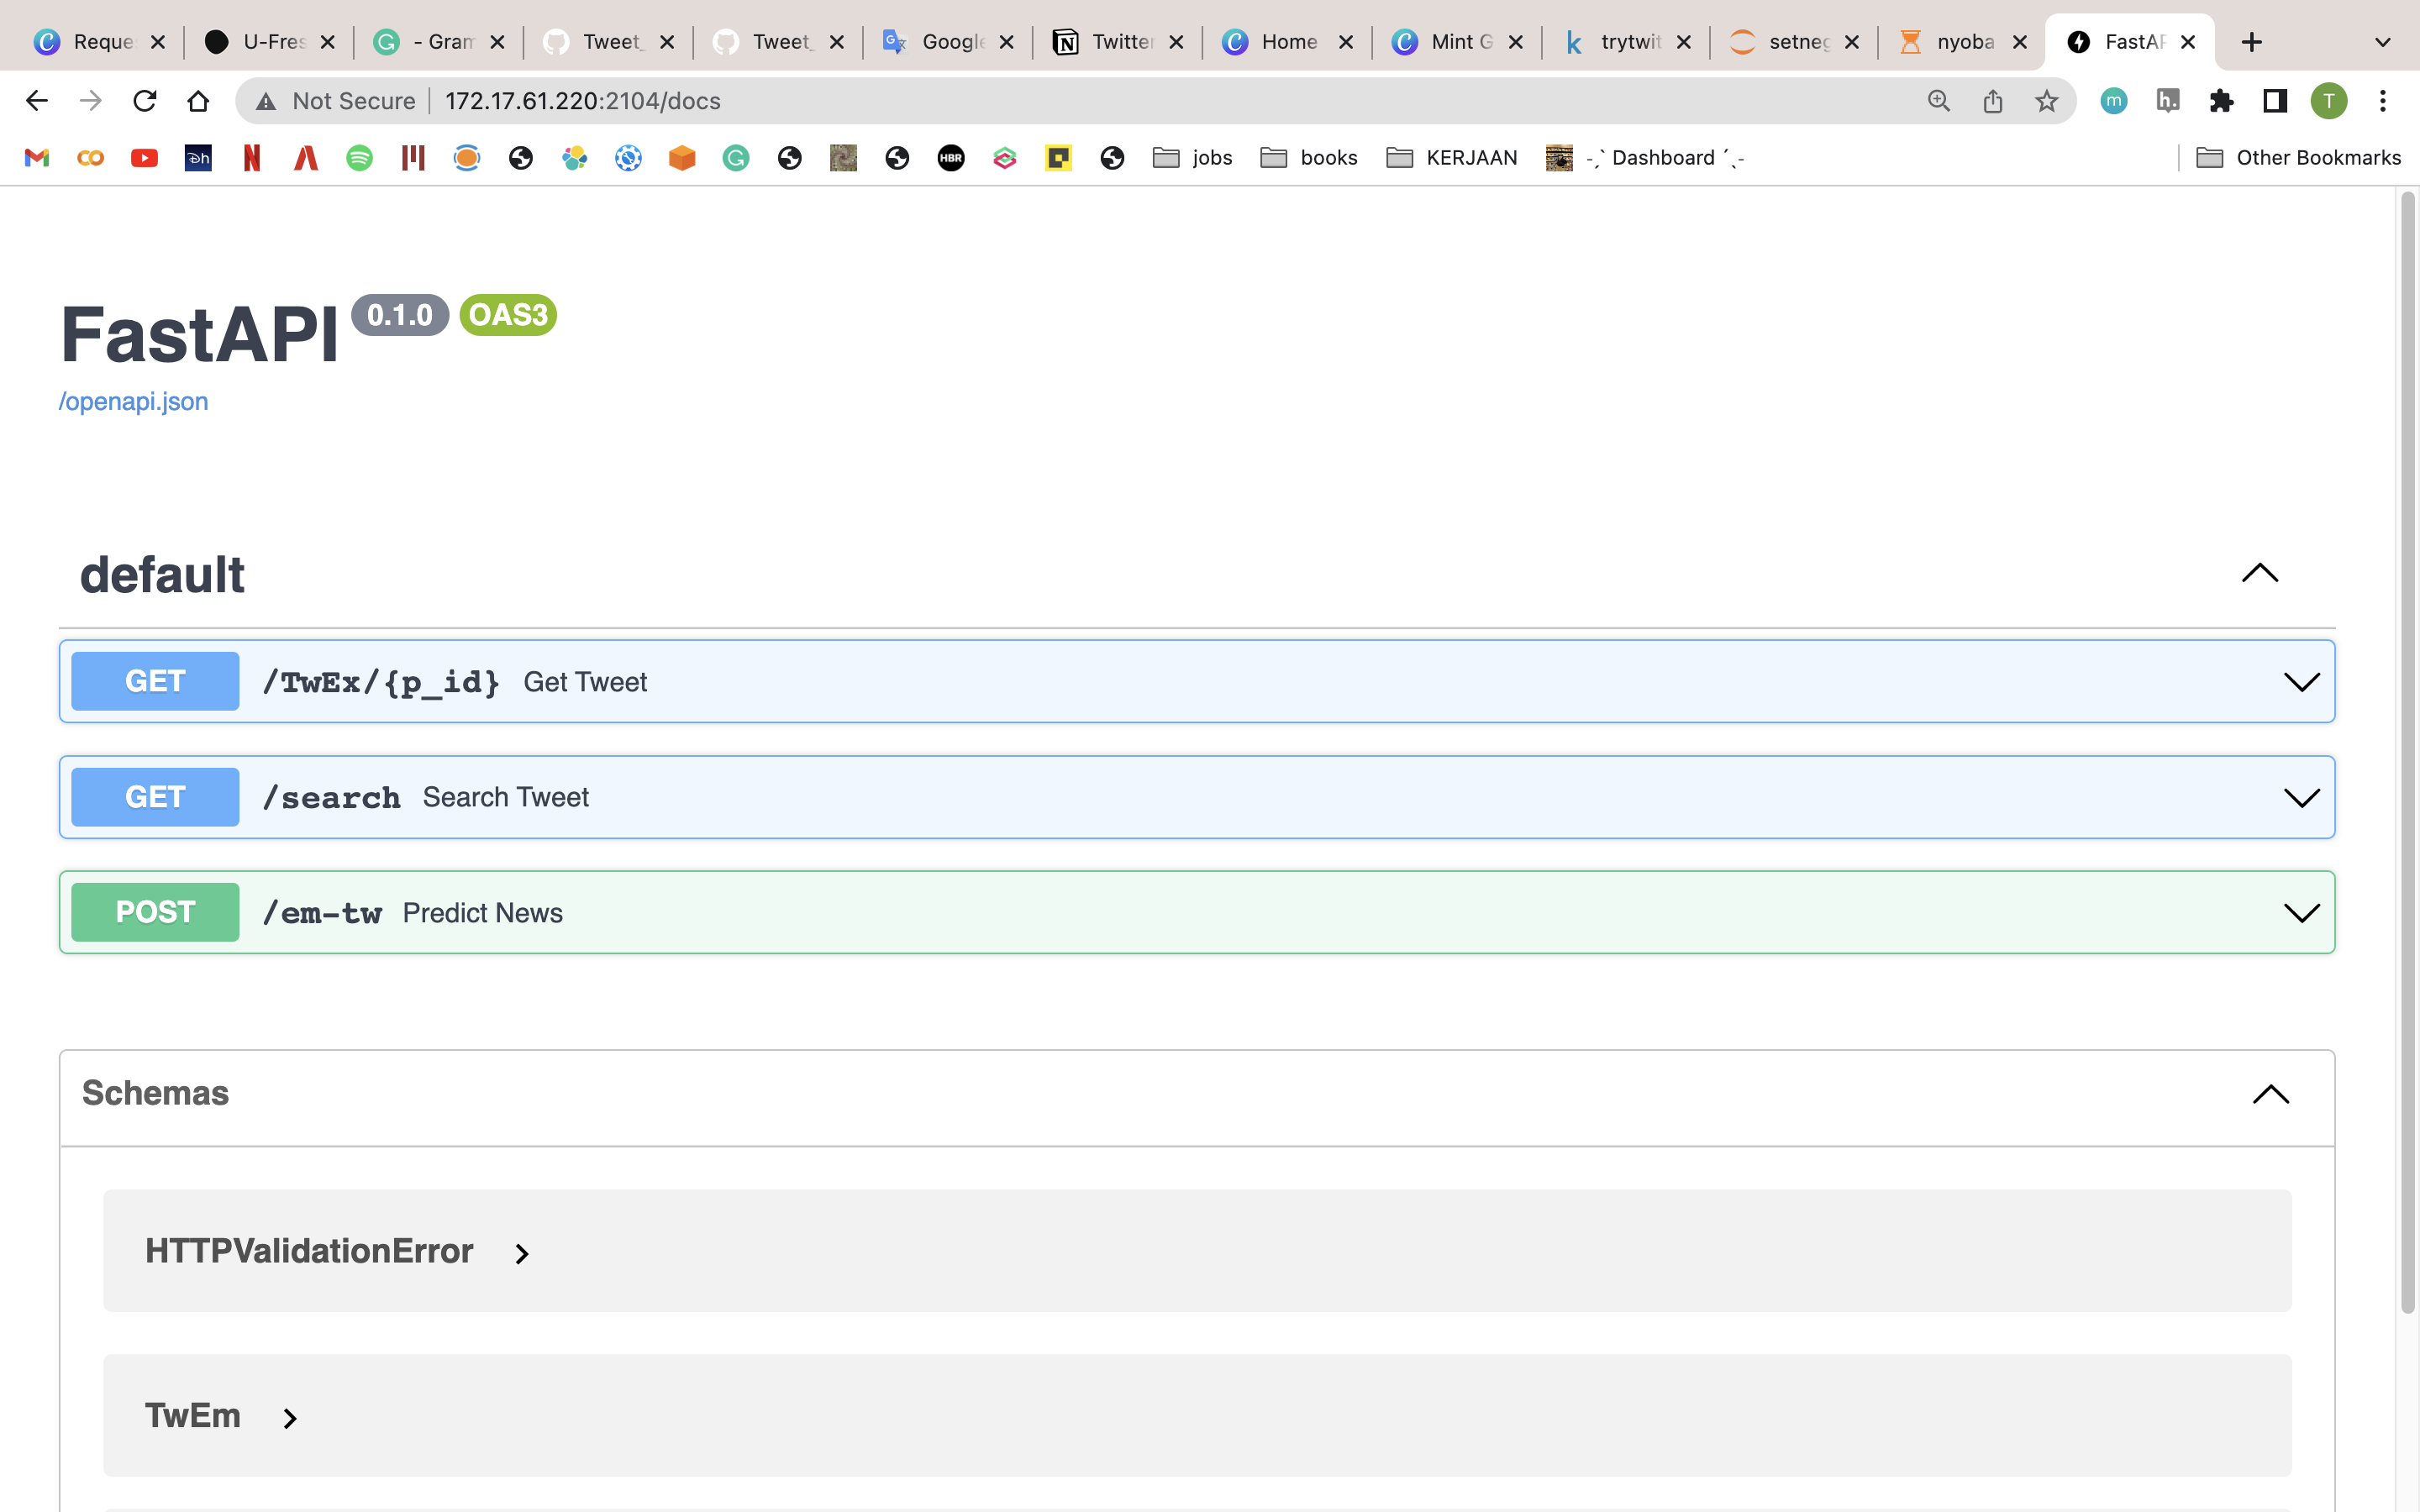 Reque U-Fres - Gram Tweet_ Tweet_ Google Twitter Home Mint G trytwit setneg nyoba FastAP
Not Secure 172.17.61.220:2104/docs m h. T
HBR jobs books KERJAAN -ˏˋ Dashboard ˊˎ- Other Bookmarks
FastAPI 0.1.0 OAS3
/openapi.json
default
GET /TwEx/{p_id} Get Tweet
GET /search Search Tweet
POST /em-tw Predict News
Schemas
HTTPValidationError
TwEm